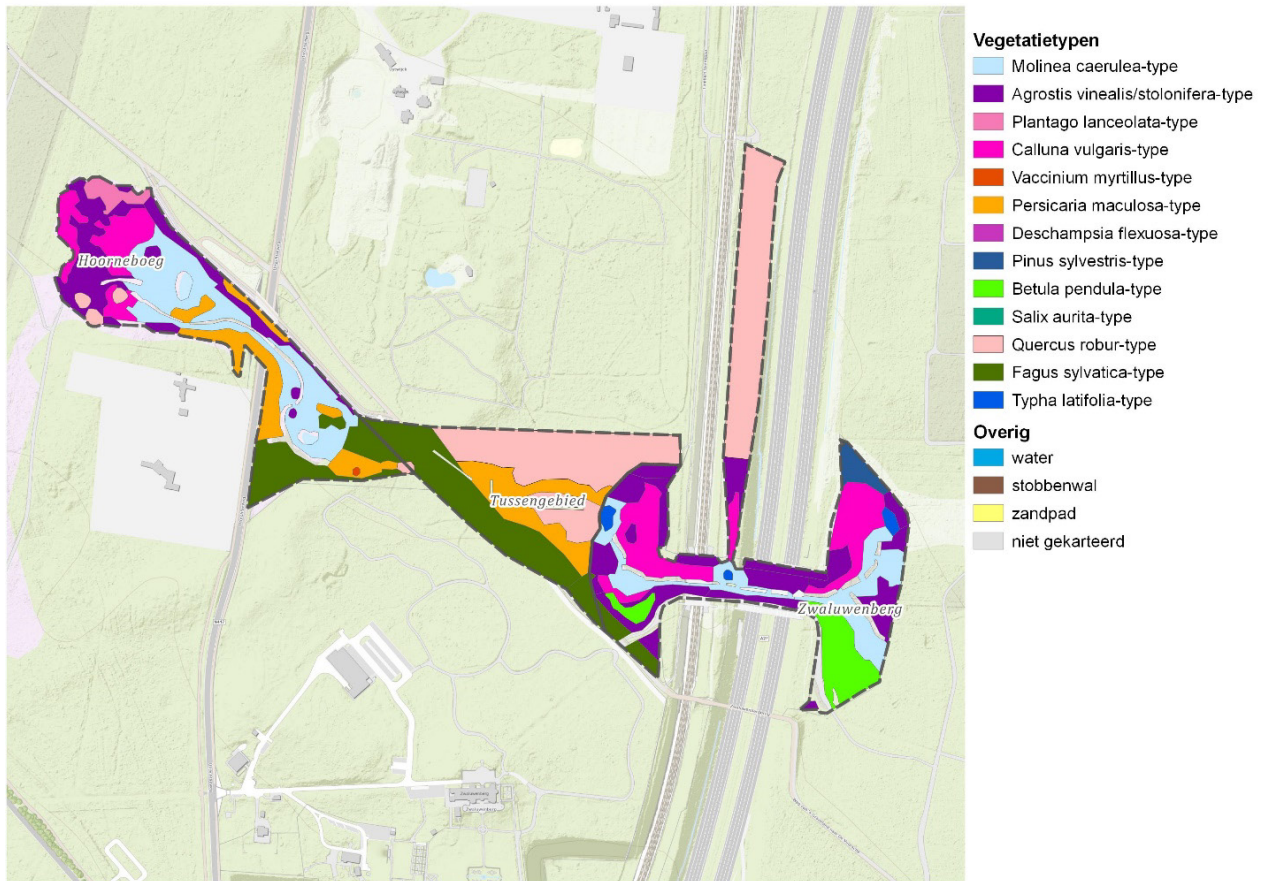 Vegetatietypen
Molinea caerulea-type
Agrostis vinealis/stolonifera-type
Plantago lanceolata-type
Calluna vulgaris-type
Vaccinium myrtillus-type
Persicaria maculosa-type
Deschampsia flexuosa-type
Pinus sylvestris-type
Betula pendula-type
Salix aurita-type
Quercus robur-type
Fagus sylvatica-type
Typha latifolia-type
Overig
water
stobbenwal
zandpad
niet gekarteerd
Hoorneboeg
Tussengebied
Zwaluwenberg